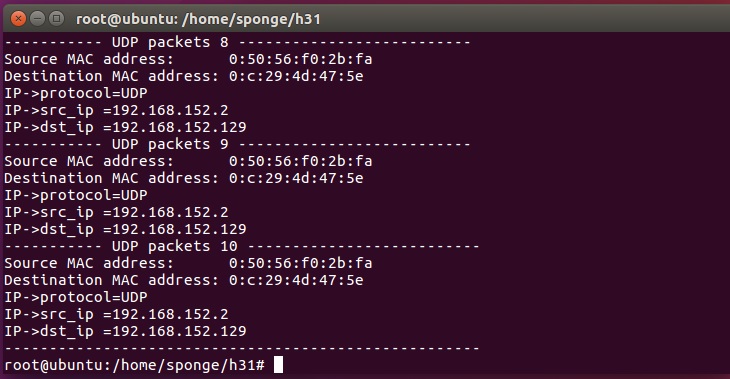 root@ubuntu: /home/sponge/h31
----------- UDP packets 8 --------------------------
Source MAC address:      0:50:56:f0:2b:fa
Destination MAC address: 0:c:29:4d:47:5e
IP->protocol=UDP
IP->src_ip =192.168.152.2
IP->dst_ip =192.168.152.129
----------- UDP packets 9 --------------------------
Source MAC address:      0:50:56:f0:2b:fa
Destination MAC address: 0:c:29:4d:47:5e
IP->protocol=UDP
IP->src_ip =192.168.152.2
IP->dst_ip =192.168.152.129
----------- UDP packets 10 --------------------------
Source MAC address:      0:50:56:f0:2b:fa
Destination MAC address: 0:c:29:4d:47:5e
IP->protocol=UDP
IP->src_ip =192.168.152.2
IP->dst_ip =192.168.152.129
-----------------------------------------------------
root@ubuntu:/home/sponge/h31#